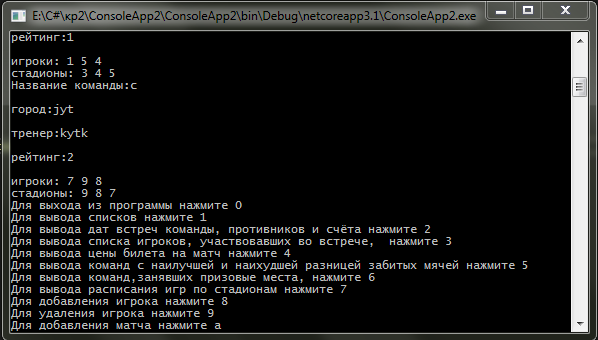 E:\C#\кр2\ConsoleApp2\ConsoleApp2\bin\Debug\netcoreapp3.1\ConsoleApp2.exe
рейтинг:1
игроки: 1 5 4
стадионы: 3 4 5
Название команды:c
город:jyt
тренер:kytk
рейтинг:2
игроки: 7 9 8
стадионы: 9 8 7
Для выхода из программы нажмите 0
Для вывода списков нажмите 1
Для вывода дат встреч команды, противников и счёта нажмите 2
Для вывода списка игроков, участвовавших во встрече,  нажмите 3
Для вывода цены билета на матч нажмите 4
Для вывода команд с наилучшей и наихудшей разницей забитых мячей нажмите 5
Для вывода команд,занявших призовые места, нажмите 6
Для вывода расписания игр по стадионам нажмите 7
Для добавления игрока нажмите 8
Для удаления игрока нажмите 9
Для добавления матча нажмите a